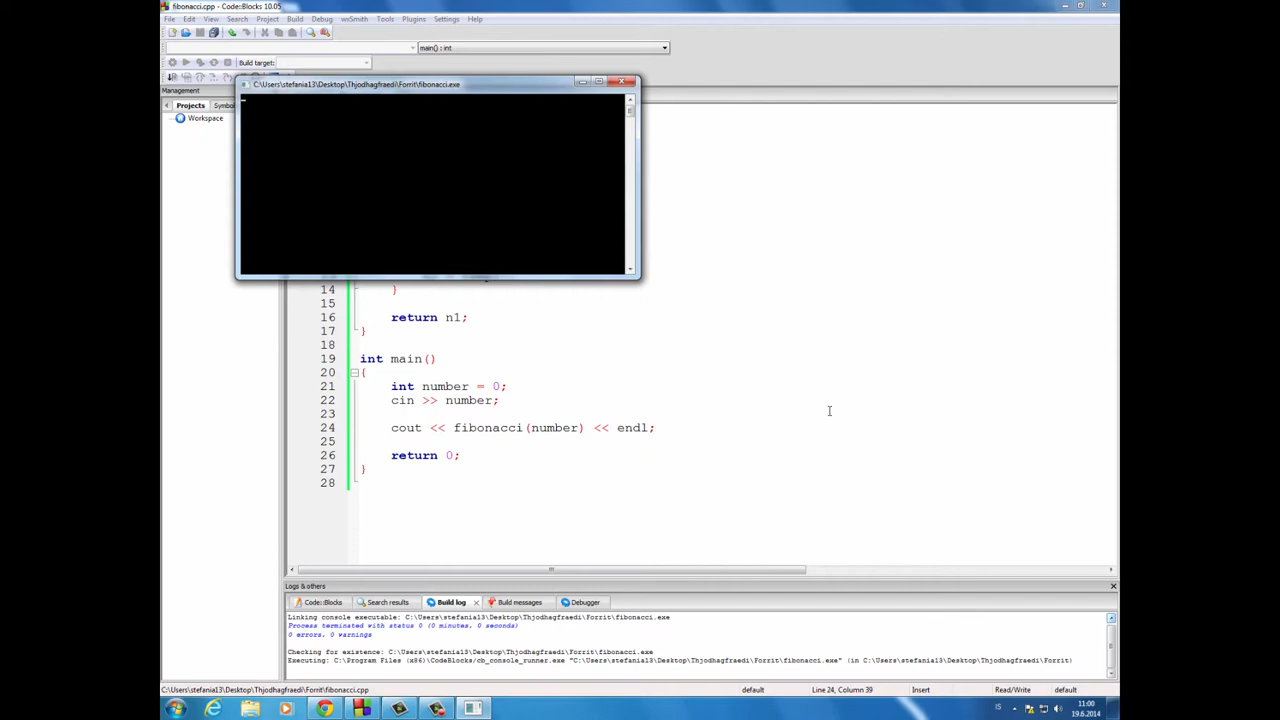 fibonacci.cpp - Code::Blocks 10.05
File Edit View Search Project Build Debug wxSmith Tools Plugins Settings Help
main() : int
Build target:
C:\Users\stefania13\Desktop\Thjodhagfraedi\Forrit\fibonacci.exe
Management
Projects Symbol
Workspace
14 }
15
16 return n1;
17 }
18
19 int main()
20 {
21 int number = 0;
22 cin >> number;
23
24 cout << fibonacci(number) << endl;
25
26 return 0;
27 }
28
Logs & others
Code::Blocks Search results Build log Build messages Debugger
Linking console executable: C:\Users\stefania13\Desktop\Thjodhagfraedi\Forrit\fibonacci.exe
Process terminated with status 0 (0 minutes, 0 seconds)
0 errors, 0 warnings
Checking for existence: C:\Users\stefania13\Desktop\Thjodhagfraedi\Forrit\fibonacci.exe
Executing: C:\Program Files (x86)\CodeBlocks/cb_console_runner.exe "C:\Users\stefania13\Desktop\Thjodhagfraedi\Forrit\fibonacci.exe" (in C:\Users\stefania13\Desktop\Thjodhagfraedi\Forrit)
C:\Users\stefania13\Desktop\Thjodhagfraedi\Forrit\fibonacci.cpp default Line 24, Column 39 Insert Read/Write default
IS 11:00
19.6.2014